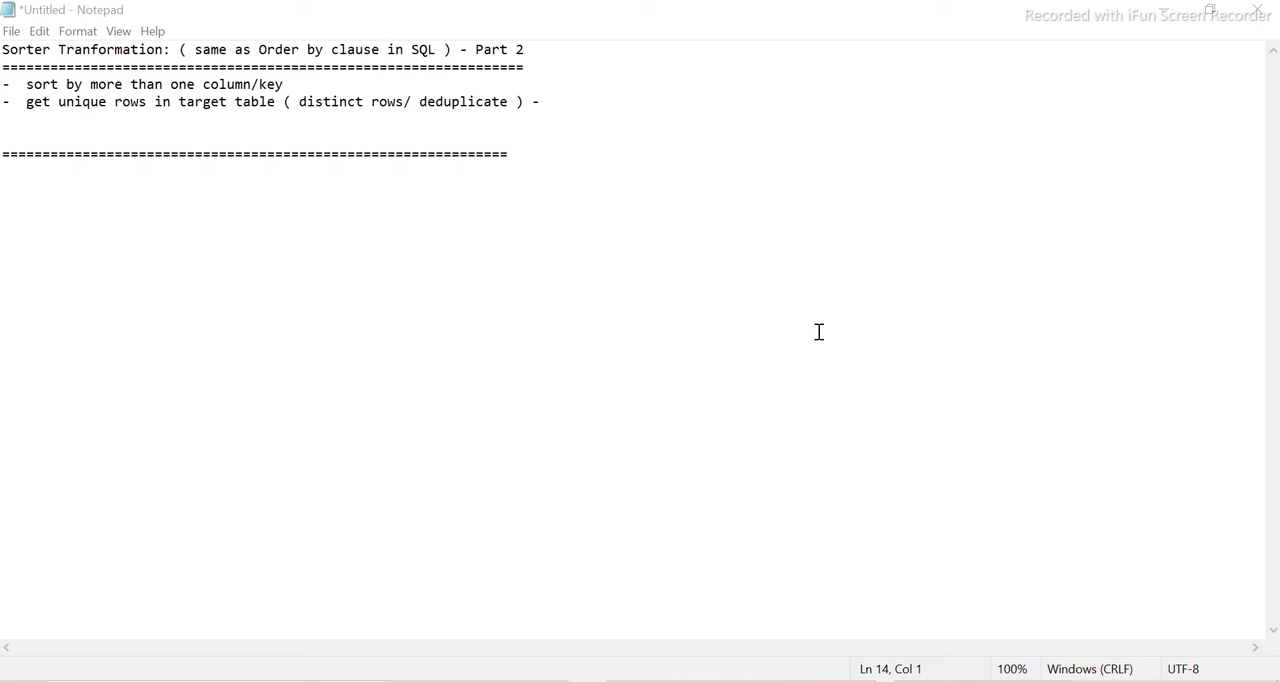 *Untitled - Notepad
Recorded with iFun Screen Recorder
File Edit Format View Help
Sorter Tranformation: ( same as Order by clause in SQL ) - Part 2
=================================================================
- sort by more than one column/key
- get unique rows in target table ( distinct rows/ deduplicate ) -
===============================================================
Ln 14, Col 1 100% Windows (CRLF) UTF-8